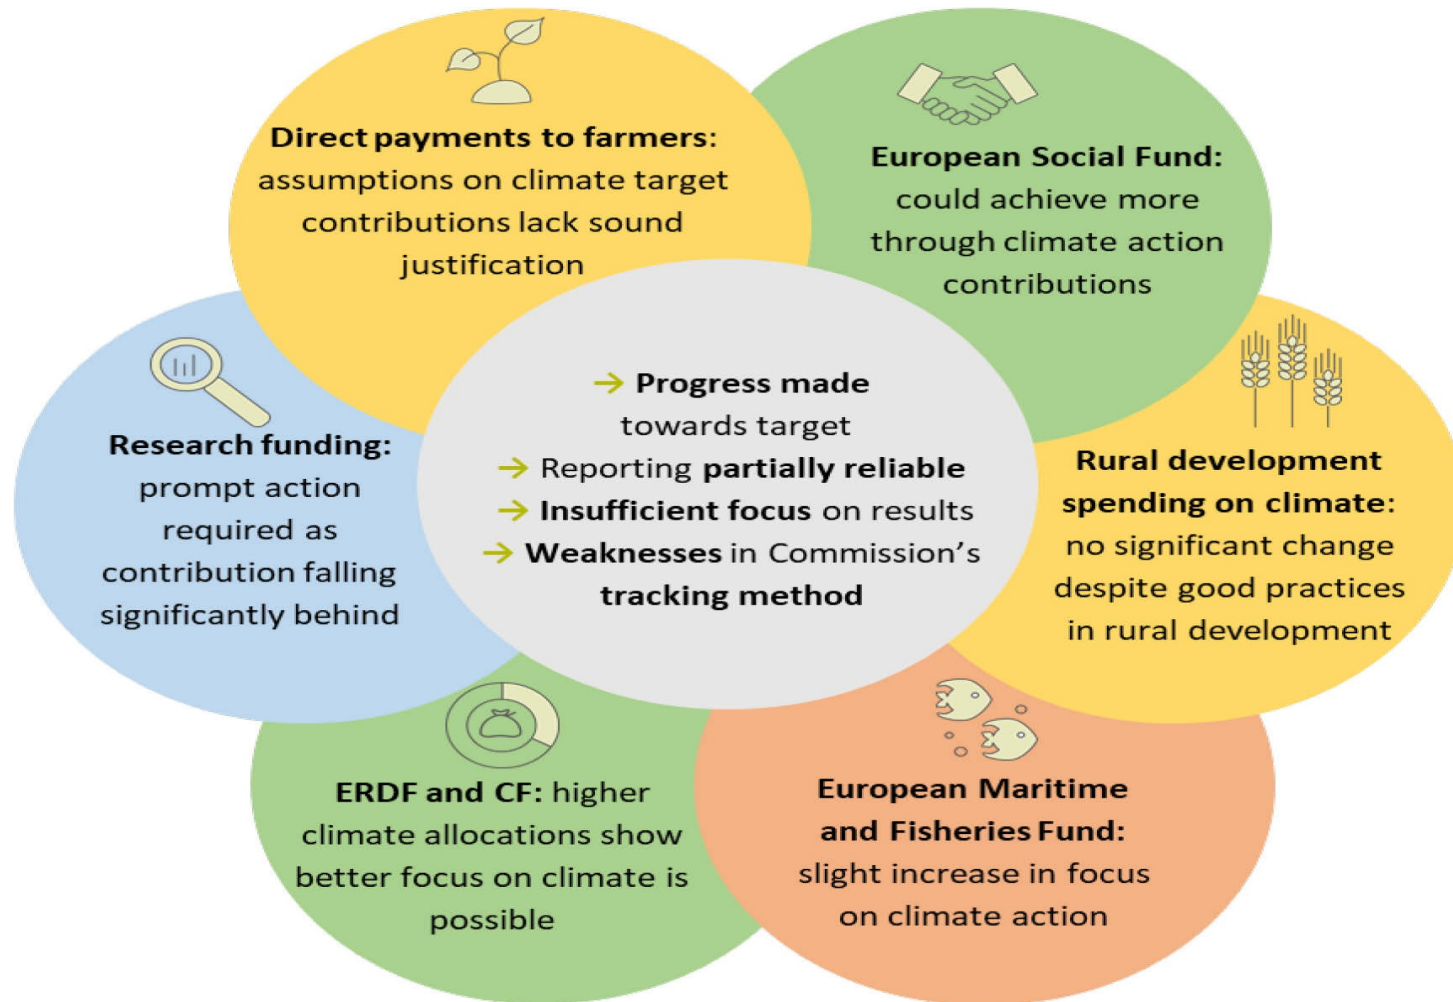 Direct payments to farmers:
assumptions on climate target
contributions lack sound
justification
European Social Fund:
could achieve more
through climate action
contributions
Research funding:
prompt action
required as
contribution falling
significantly behind
→ Progress made
towards target
→ Reporting partially reliable
→ Insufficient focus on results
→ Weaknesses in Commission’s
tracking method
Rural development
spending on climate:
no significant change
despite good practices
in rural development
ERDF and CF: higher
climate allocations show
better focus on climate is
possible
European Maritime
and Fisheries Fund:
slight increase in focus
on climate action